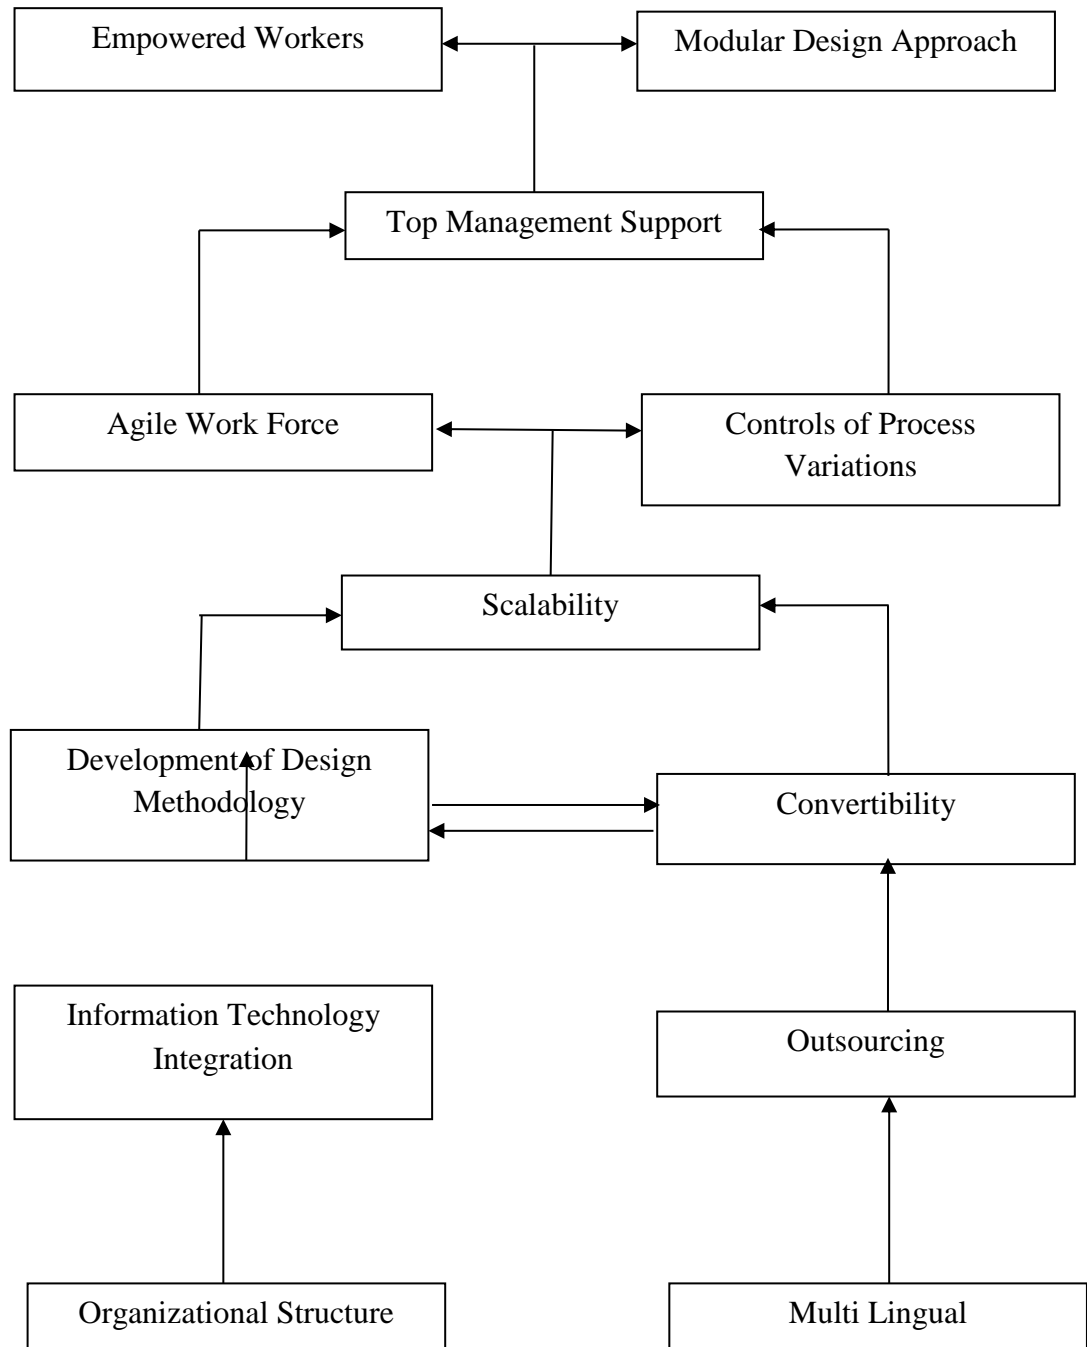 Empowered Workers
Modular Design Approach
Top Management Support
Agile Work Force
Controls of Process
Variations
Scalability
Development of Design
Methodology
Convertibility
Information Technology
Integration
Outsourcing
Organizational Structure
Multi Lingual